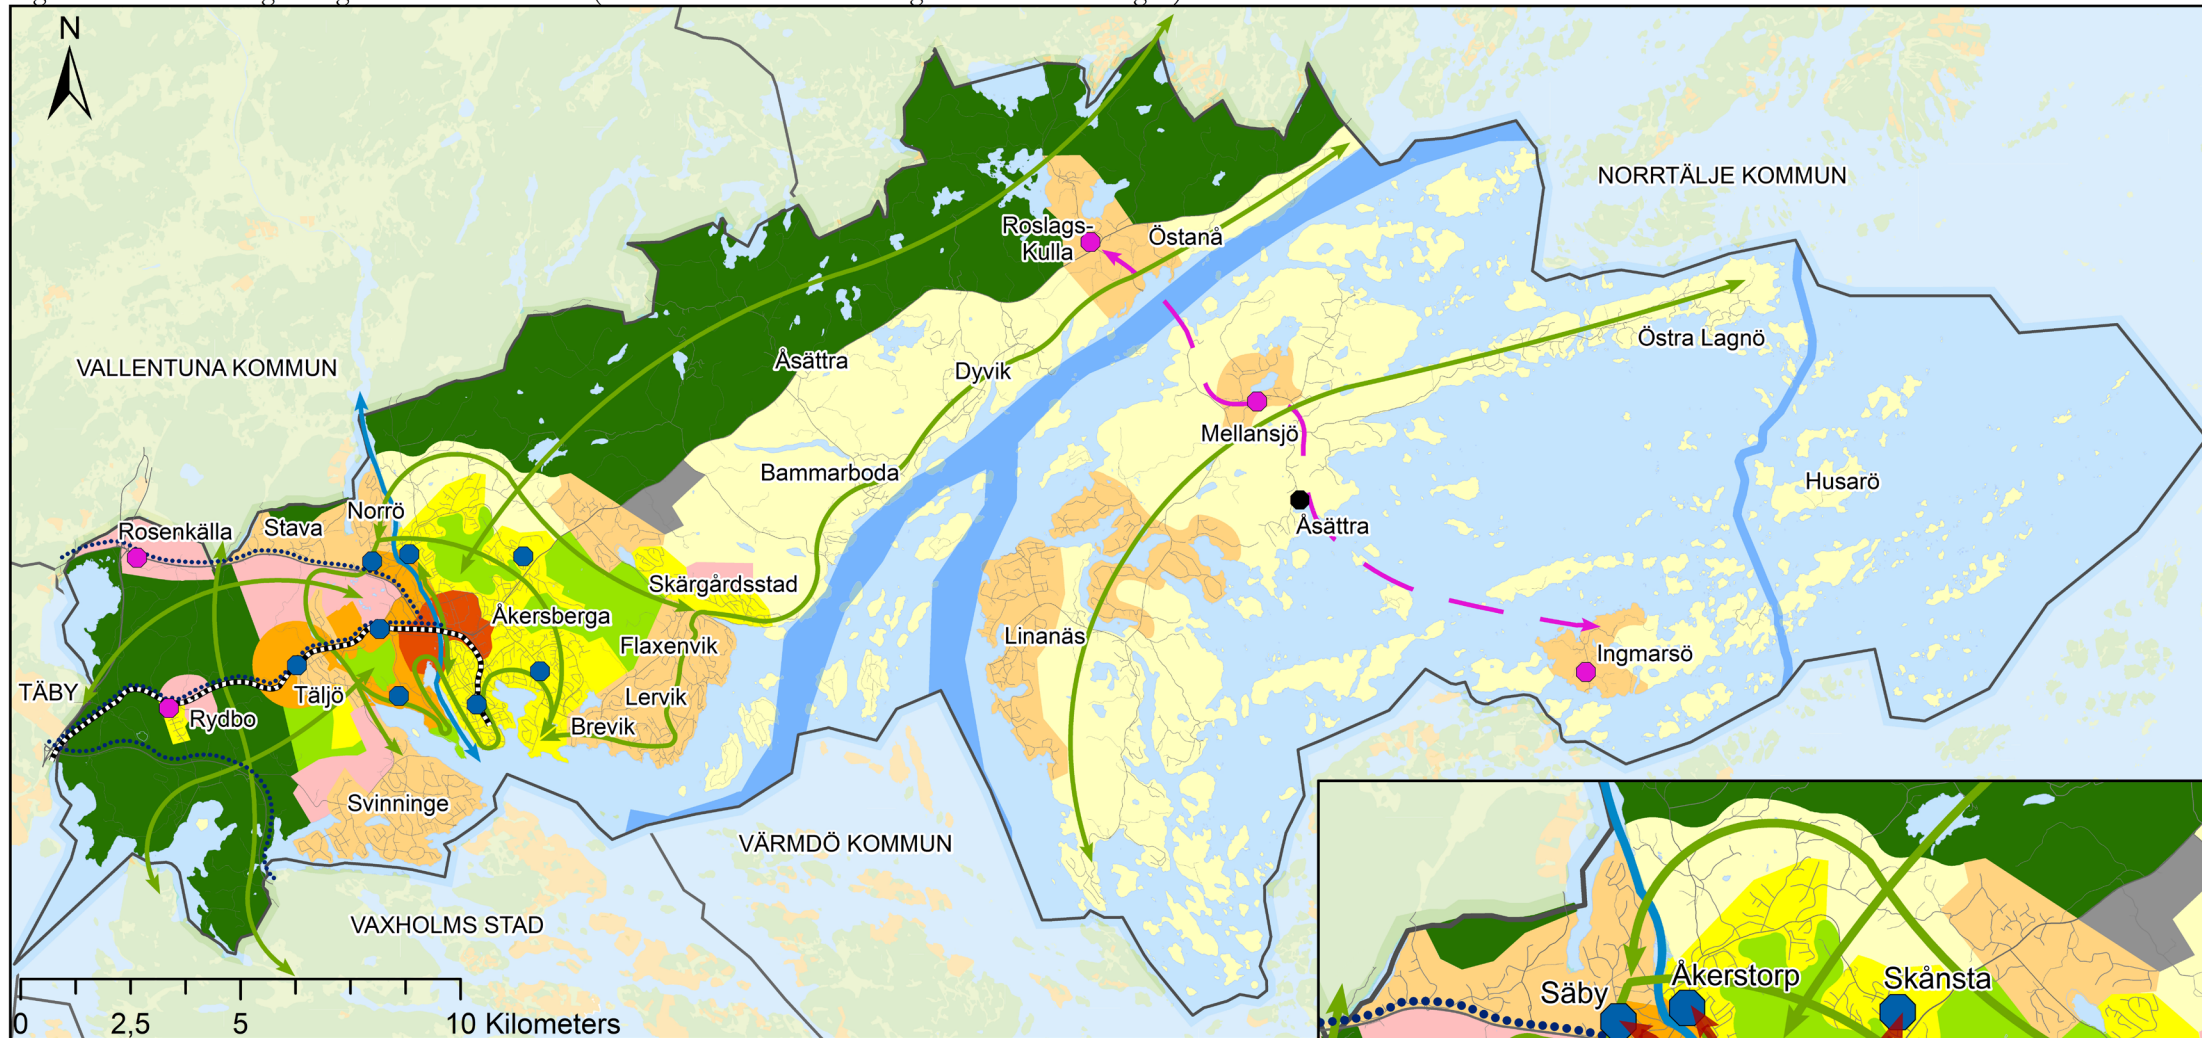 N
NORRTÄLJE KOMMUN
Roslags-
Kulla
Östanå
Östra Lagnö
VALLENTUNA KOMMUN
Åsättra
Dyvik
Mellansjö
Bammarboda
Husarö
Norrö
Stava
Rosenkälla
Åsättra
Skärgårdsstad
Åkersberga
Flaxenvik
Linanäs
Ingmarsö
TÄBY
Täljö
Lervik
Rydbo
Brevik
Svinninge
VÄRMDÖ KOMMUN
VAXHOLMS STAD
Säby
Åkerstorp
Skånsta
0 2,5 5 10 Kilometers